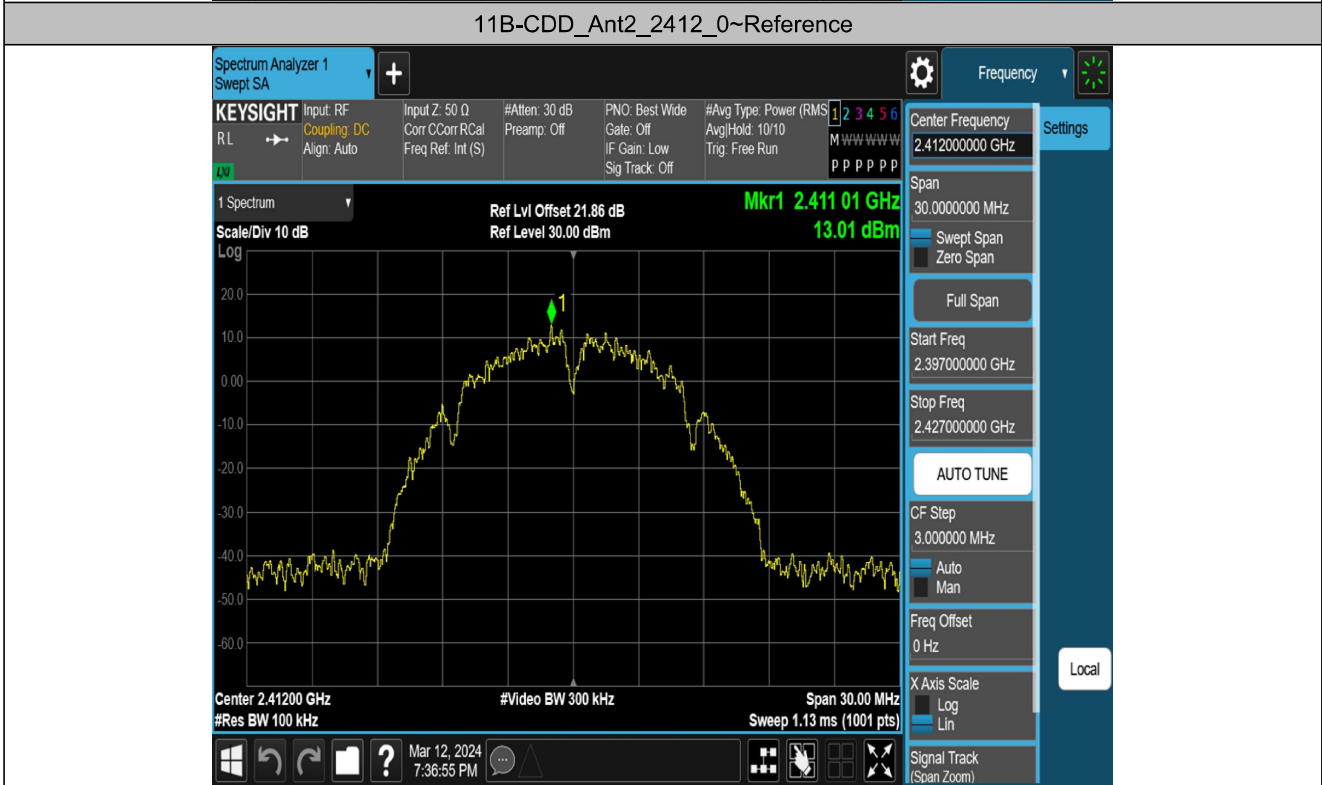 11B-CDD_Ant2_2412_0~Reference
Spectrum Analyzer 1
Swept SA
+
Frequency
KEYSIGHT
R L
LXI
Input: RF
Coupling: DC
Align: Auto
Input Z: 50 Ω
Corr CCorr RCal
Freq Ref: Int (S)
#Atten: 30 dB
Preamp: Off
PNO: Best Wide
Gate: Off
IF Gain: Low
Sig Track: Off
#Avg Type: Power (RMS
Avg|Hold: 10/10
Trig: Free Run
1 2 3 4 5 6
M W W W W W
P P P P P P
1 Spectrum
Scale/Div 10 dB
Log
Ref Lvl Offset 21.86 dB
Ref Level 30.00 dBm
Mkr1 2.411 01 GHz
13.01 dBm
1
20.0
10.0
0.00
-10.0
-20.0
-30.0
-40.0
-50.0
-60.0
Center 2.41200 GHz
#Res BW 100 kHz
#Video BW 300 kHz
Span 30.00 MHz
Sweep 1.13 ms (1001 pts)
Center Frequency
2.412000000 GHz
Settings
Span
30.0000000 MHz
Swept Span
Zero Span
Full Span
Start Freq
2.397000000 GHz
Stop Freq
2.427000000 GHz
AUTO TUNE
CF Step
3.000000 MHz
Auto
Man
Freq Offset
0 Hz
X Axis Scale
Log
Lin
Local
Signal Track
(Span Zoom)
?
Mar 12, 2024
7:36:55 PM